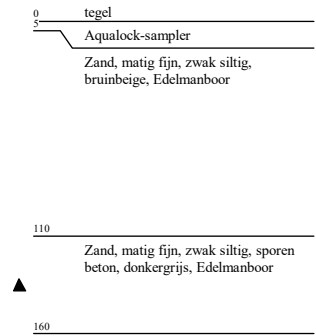 0
tegel
5
Aqualock-sampler
Zand, matig fijn, zwak siltig,
bruinbeige, Edelmanboor
110
Zand, matig fijn, zwak siltig, sporen
beton, donkergrijs, Edelmanboor
160